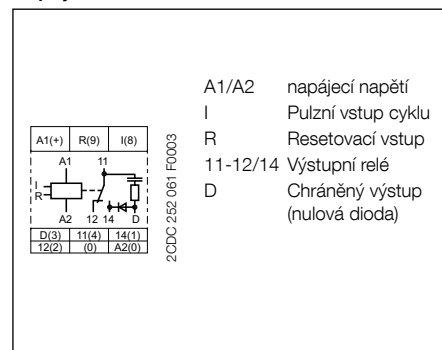 A1(+) R(9) I(8)
A1 11
I
R
A2 12 14 D
D(3) 11(4) 14(1)
12(2) (0) A2(0)
2CDC 252 061 F0003
A1/A2 napájecí napětí
I Pulzní vstup cyklu
R Resetovací vstup
11-12/14 Výstupní relé
D Chráněný výstup
(nulová dioda)